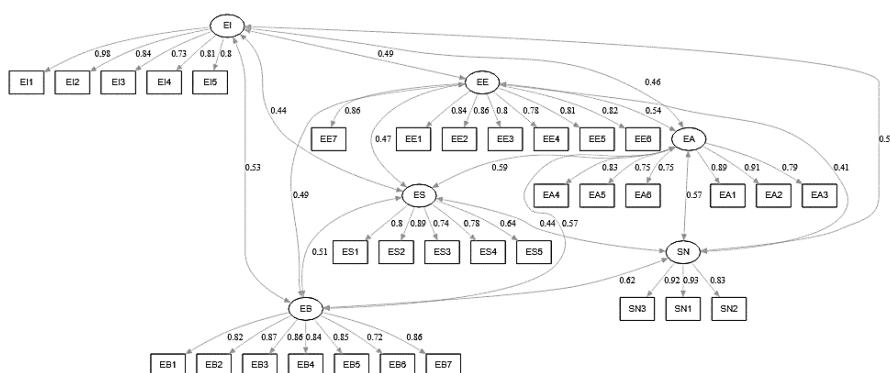 EI
0.98 0.84 0.73 0.81 0.8 0.49
EI1 EI2 EI3 EI4 EI5
EE
0.46
0.44
0.86 0.84 0.86 0.8 0.78 0.81 0.82 0.54
EE7 EE1 EE2 EE3 EE4 EE5 EE6
EA
0.5
0.47
0.53
0.59
0.41
0.83 0.75 0.75 0.89 0.91 0.79
EA4 EA5 EA6 EA1 EA2 EA3
0.49
ES
0.57
0.8 0.89 0.74 0.78 0.64 0.44 0.57
0.51
ES1 ES2 ES3 ES4 ES5
SN
0.62 0.92 0.93 0.83
SN3 SN1 SN2
EB
0.82 0.87 0.86 0.84 0.85 0.72 0.86
EB1 EB2 EB3 EB4 EB5 EB6 EB7